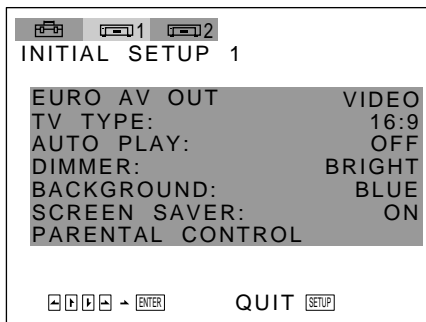 1 2
INITIAL SETUP 1
EURO AV OUT VIDEO
TV TYPE: 16:9
AUTO PLAY: OFF
DIMMER: BRIGHT
BACKGROUND: BLUE
SCREEN SAVER: ON
PARENTAL CONTROL
ENTER QUIT SETUP